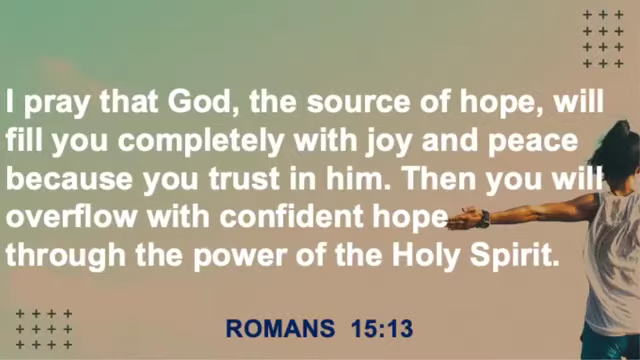 I pray that God, the source of hope, will
fill you completely with joy and peace
because you trust in him. Then you will
overflow with confident hope
through the power of the Holy Spirit.
ROMANS 15:13